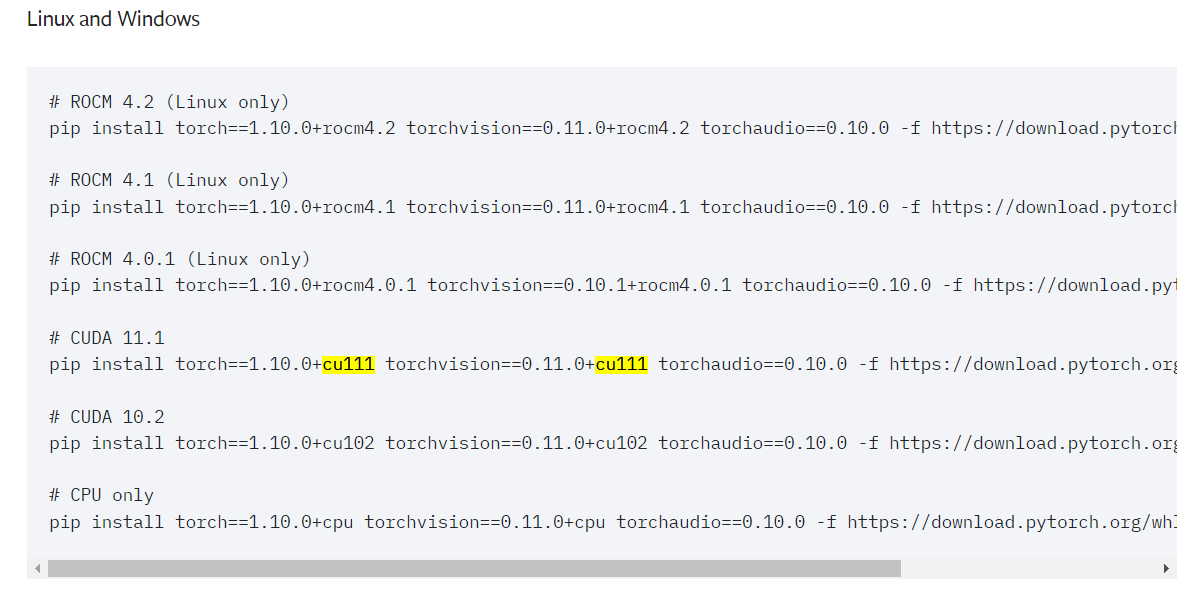 Linux and Windows
# ROCM 4.2 (Linux only)
pip install torch==1.10.0+rocm4.2 torchvision==0.11.0+rocm4.2 torchaudio==0.10.0 -f https://download.pytorch
# ROCM 4.1 (Linux only)
pip install torch==1.10.0+rocm4.1 torchvision==0.11.0+rocm4.1 torchaudio==0.10.0 -f https://download.pytorch
# ROCM 4.0.1 (Linux only)
pip install torch==1.10.0+rocm4.0.1 torchvision==0.10.1+rocm4.0.1 torchaudio==0.10.0 -f https://download.pyt
# CUDA 11.1
pip install torch==1.10.0+cu111 torchvision==0.11.0+cu111 torchaudio==0.10.0 -f https://download.pytorch.org
# CUDA 10.2
pip install torch==1.10.0+cu102 torchvision==0.11.0+cu102 torchaudio==0.10.0 -f https://download.pytorch.org
# CPU only
pip install torch==1.10.0+cpu torchvision==0.11.0+cpu torchaudio==0.10.0 -f https://download.pytorch.org/whl